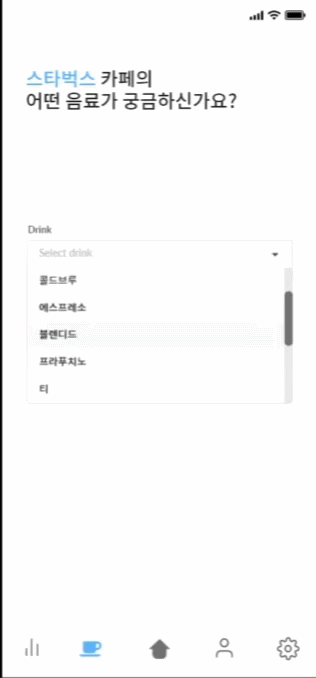 스타벅스 카페의
어떤 음료가 궁금하신가요?
Drink
Select drink
콜드브루
에스프레소
블렌디드
프라푸치노
티